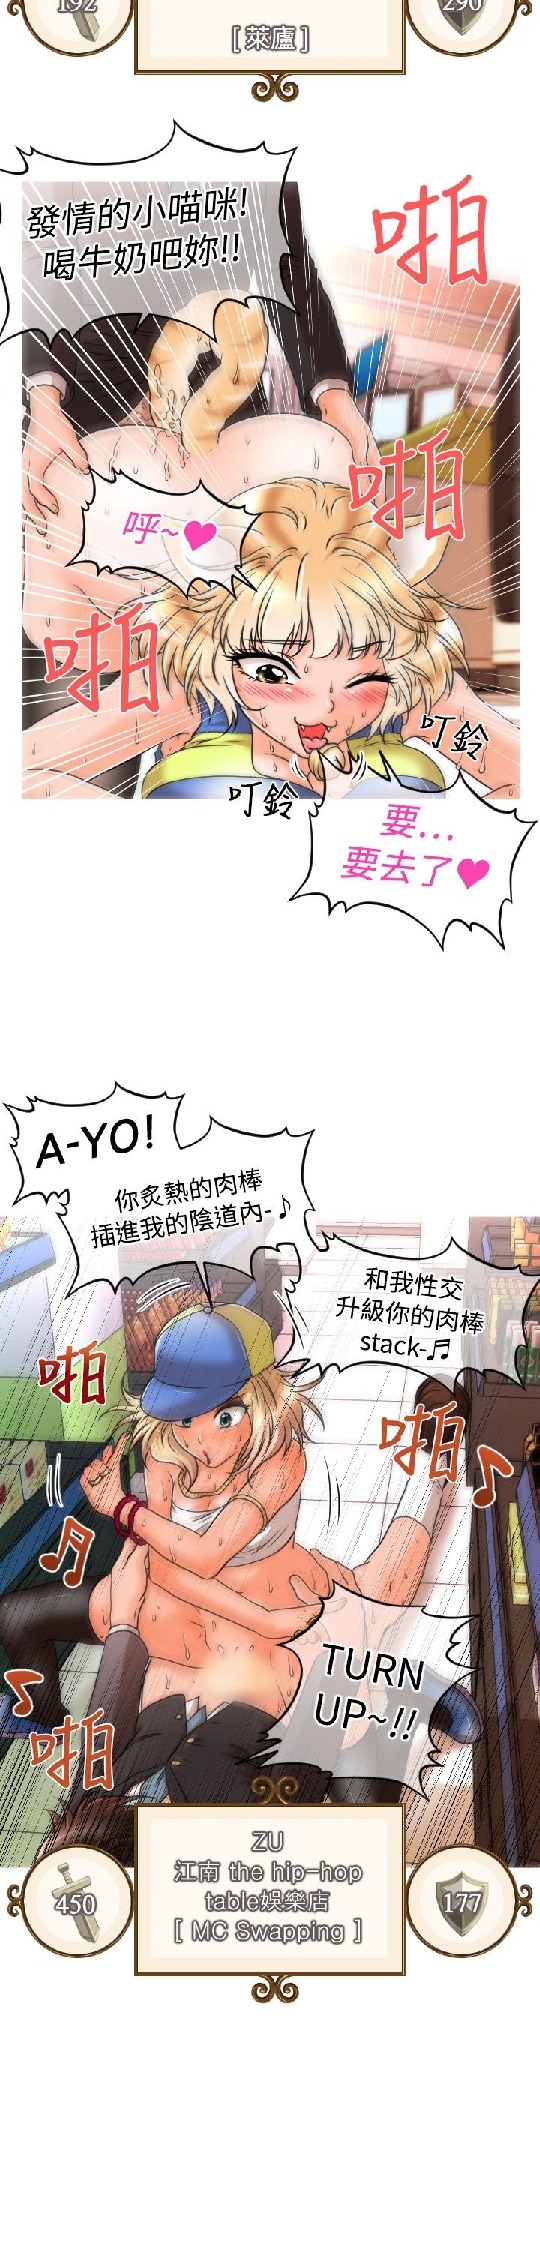 192
290
[ 萊廬 ]
發情的小喵咪!
喝牛奶吧妳!!
啪
啪
呼~♥
啪
叮鈴
叮鈴
要...
要去了♥
A-YO!
你炙熱的肉棒
插進我的陰道內-♪
和我性交
升級你的肉棒
stack-♬
啪
啪
TURN
UP~!!
啪
ZU
江南 the hip-hop
table娛樂店
[ MC Swapping ]
450
177